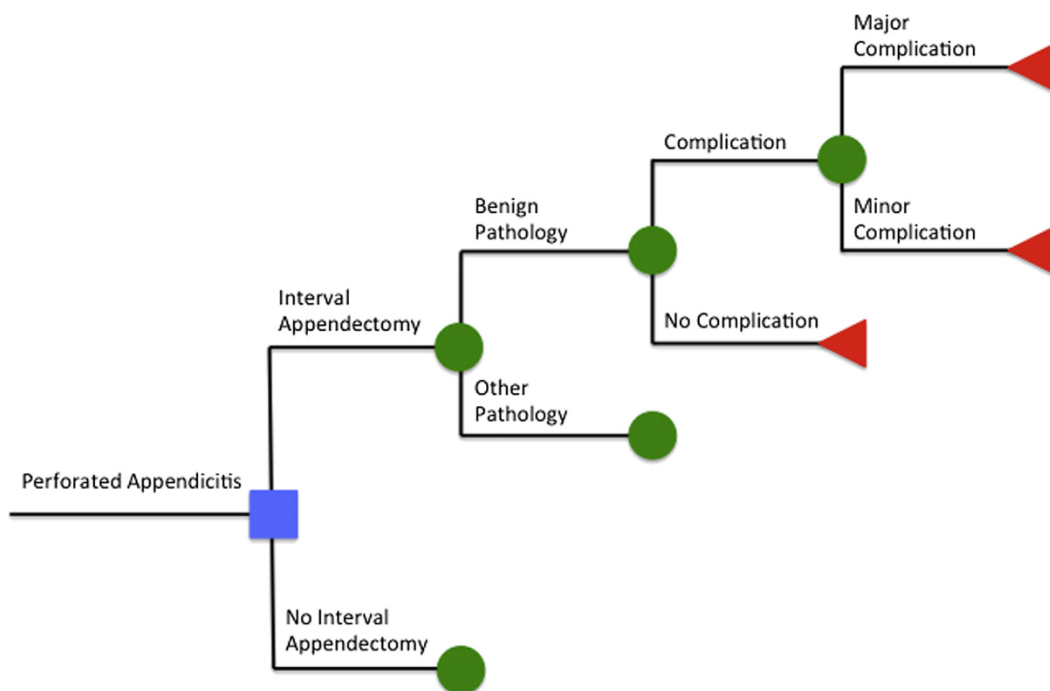 Major
Complication
Complication
Minor
Complication
Benign
Pathology
No Complication
Interval
Appendectomy
Other
Pathology
Perforated Appendicitis
No Interval
Appendectomy